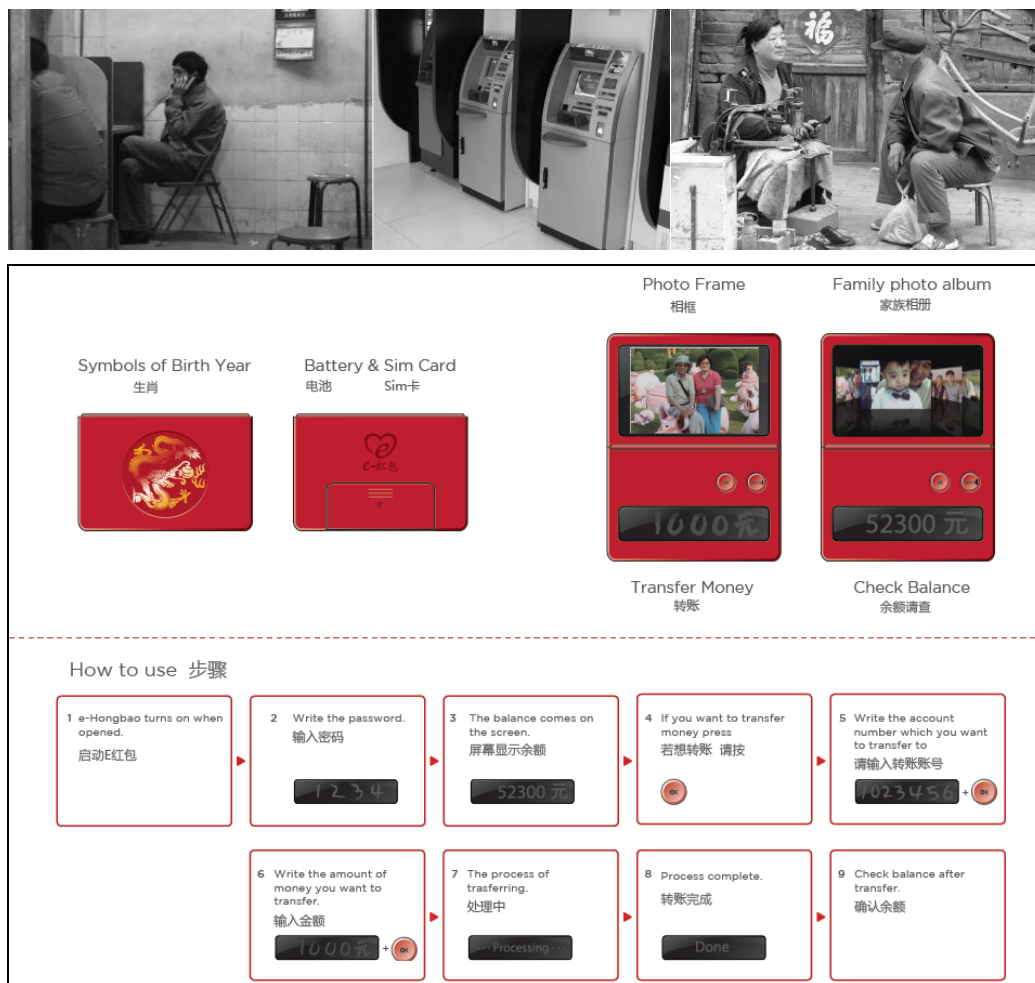 福
Photo Frame
相框
Family photo album
家族相册
Symbols of Birth Year
生肖
Battery & Sim Card
电池 Sim卡
e-红包
OK
OK
1000元
52300 元
Transfer Money
转账
Check Balance
余额请查
How to use 步骤
1 e-Hongbao turns on when
opened.
启动E红包
2 Write the password.
输入密码
1234
3 The balance comes on
the screen.
屏幕显示余额
52300 元
4 If you want to transfer
money press
若想转账 请按
OK
5 Write the account
number which you want
to transfer to
请输入转账账号
1023456 + OK
6 Write the amount of
money you want to
transfer.
输入金额
1000元 + OK
7 The process of
trasferring.
处理中
--- Processing ---
8 Process complete.
转账完成
Done
9 Check balance after
transfer.
确认余额